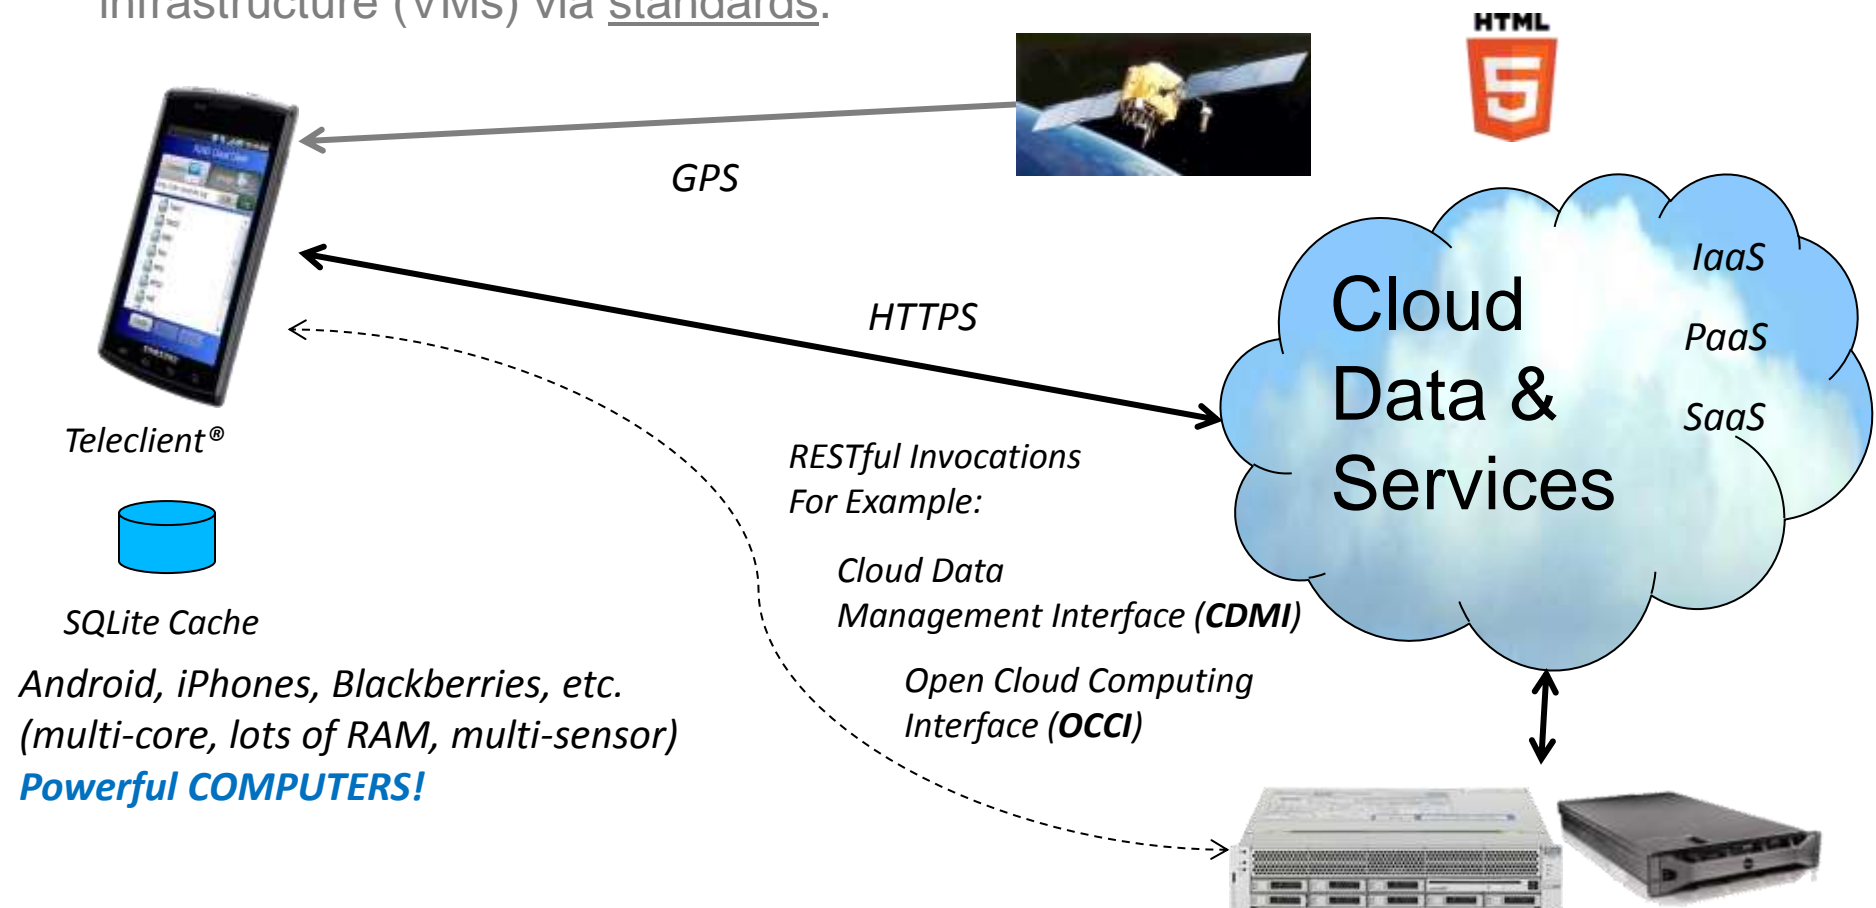 infrastructure (VMs) via standards.
HTML
5
GPS
IaaS
HTTPS
Cloud
Data &
Services
PaaS
SaaS
Teleclient®
RESTful Invocations
For Example:
Cloud Data
Management Interface (CDMI)
SQLite Cache
Open Cloud Computing
Interface (OCCI)
Android, iPhones, Blackberries, etc.
(multi-core, lots of RAM, multi-sensor)
Powerful COMPUTERS!